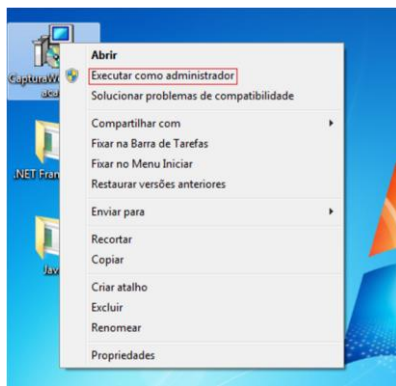 Abrir
Executar como administrador
Solucionar problemas de compatibilidade
Compartilhar com
Fixar na Barra de Tarefas
Fixar no Menu Iniciar
Restaurar versões anteriores
Enviar para
Recortar
Copiar
Criar atalho
Excluir
Renomear
Propriedades
.NET Fran
Jav